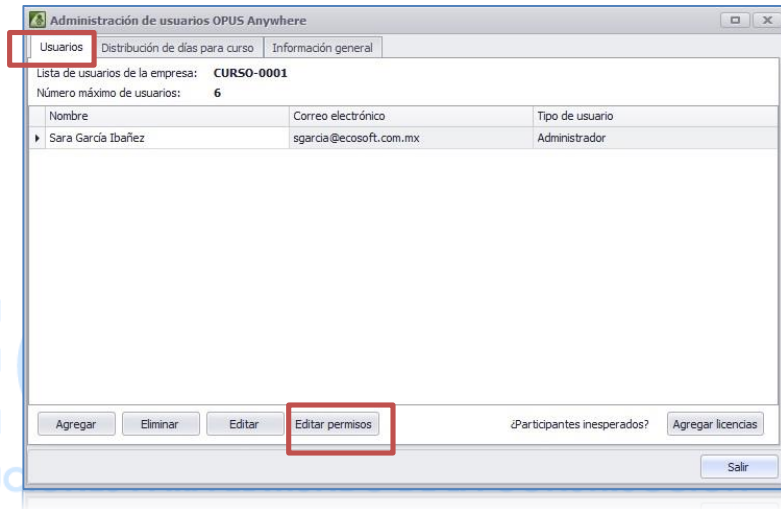 Administración de usuarios OPUS Anywhere
Usuarios Distribución de días para curso Información general
Lista de usuarios de la empresa: CURSO-0001
Número máximo de usuarios: 6
Nombre Correo electrónico Tipo de usuario
Sara García Ibañez sgarcia@ecosoft.com.mx Administrador
Agregar Eliminar Editar Editar permisos ¿Participantes inesperados? Agregar licencias
Salir